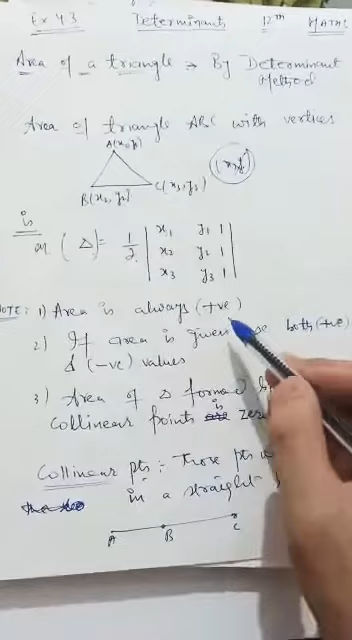 Ex 4.3 Determinants 12th Maths
Area of a triangle → By Determinant
Method
Area of triangle ABC with vertices
A(x₁,y₁)
(x,y)
B(x₂,y₂) C(x₃,y₃)
is
(Δ) = 1/2 | x₁ y₁ 1 |
| x₂ y₂ 1 |
| x₃ y₃ 1 |
NOTE: 1) Area is always (+ve)
2) If area is given both (+ve)
& (-ve) values
3) Area of Δ formed
collinear points is zero
Collinear pts : Those pts
in a straight
A B C